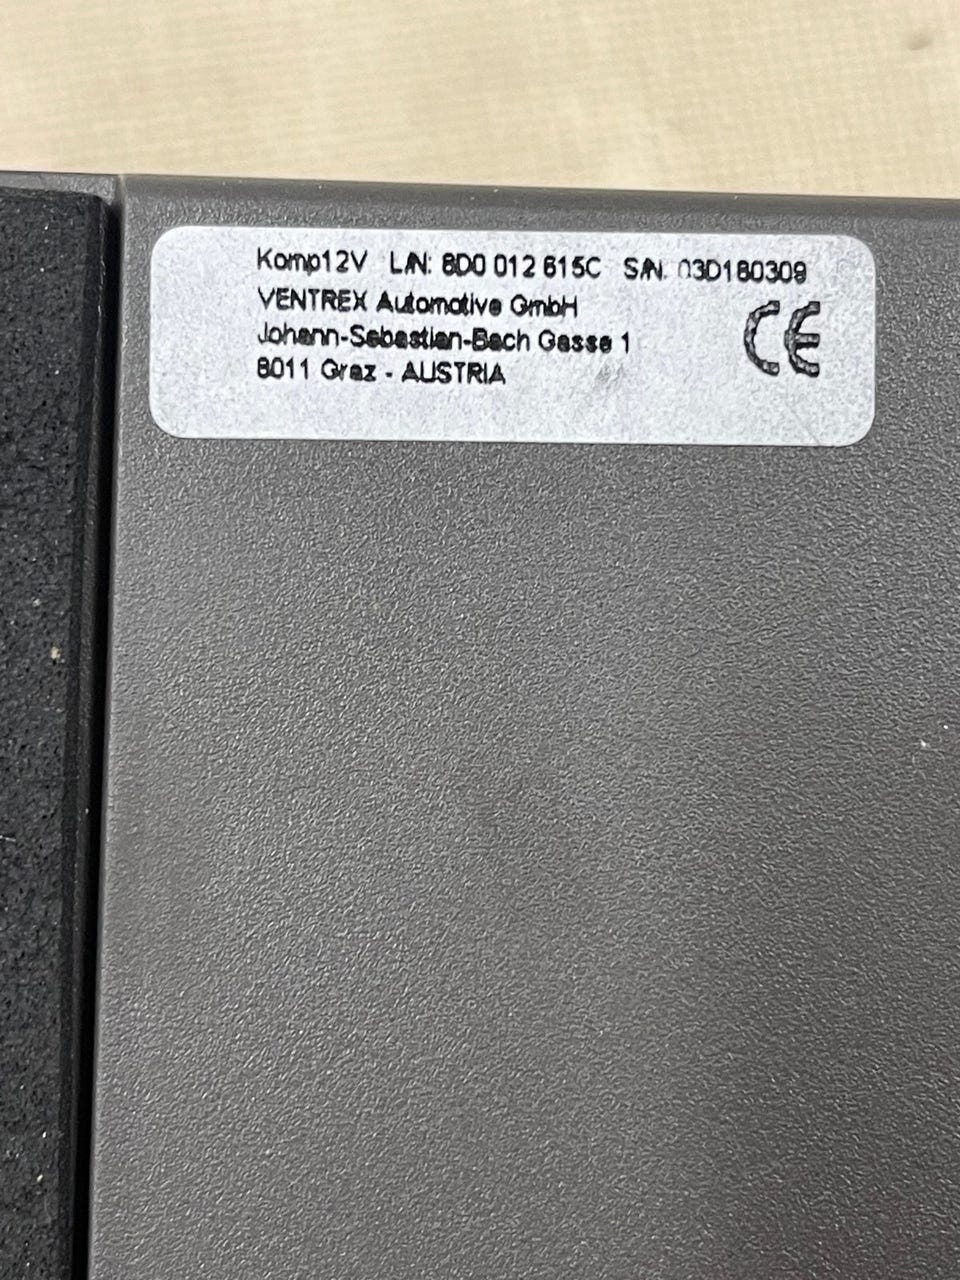 Komp12V L/N: 8D0 012 615C S/N: 03D180309
VENTREX Automotive GmbH
Johann-Sebastian-Bach Gasse 1
8011 Graz - AUSTRIA
CE